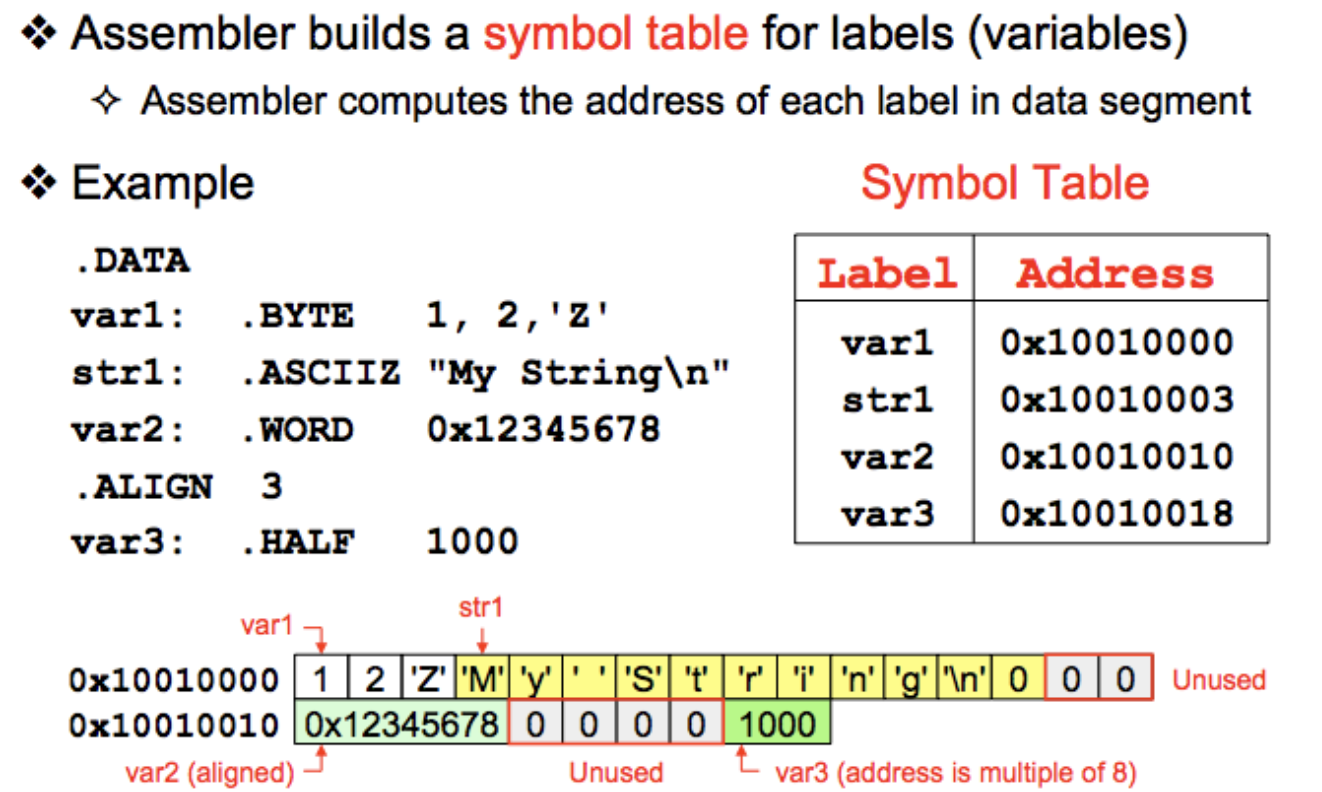 ❖ Assembler builds a symbol table for labels (variables)
✧ Assembler computes the address of each label in data segment
❖ Example
.DATA
var1: .BYTE 1, 2,'Z'
str1: .ASCIIZ "My String\n"
var2: .WORD 0x12345678
.ALIGN 3
var3: .HALF 1000
Symbol Table
Label Address
var1 0x10010000
str1 0x10010003
var2 0x10010010
var3 0x10010018
var1 str1
0x10010000 1 2 'Z' 'M' 'y' ' ' 'S' 't' 'r' 'i' 'n' 'g' '\n' 0 0 0 Unused
0x10010010 0x12345678 0 0 0 0 1000
var2 (aligned) Unused var3 (address is multiple of 8)